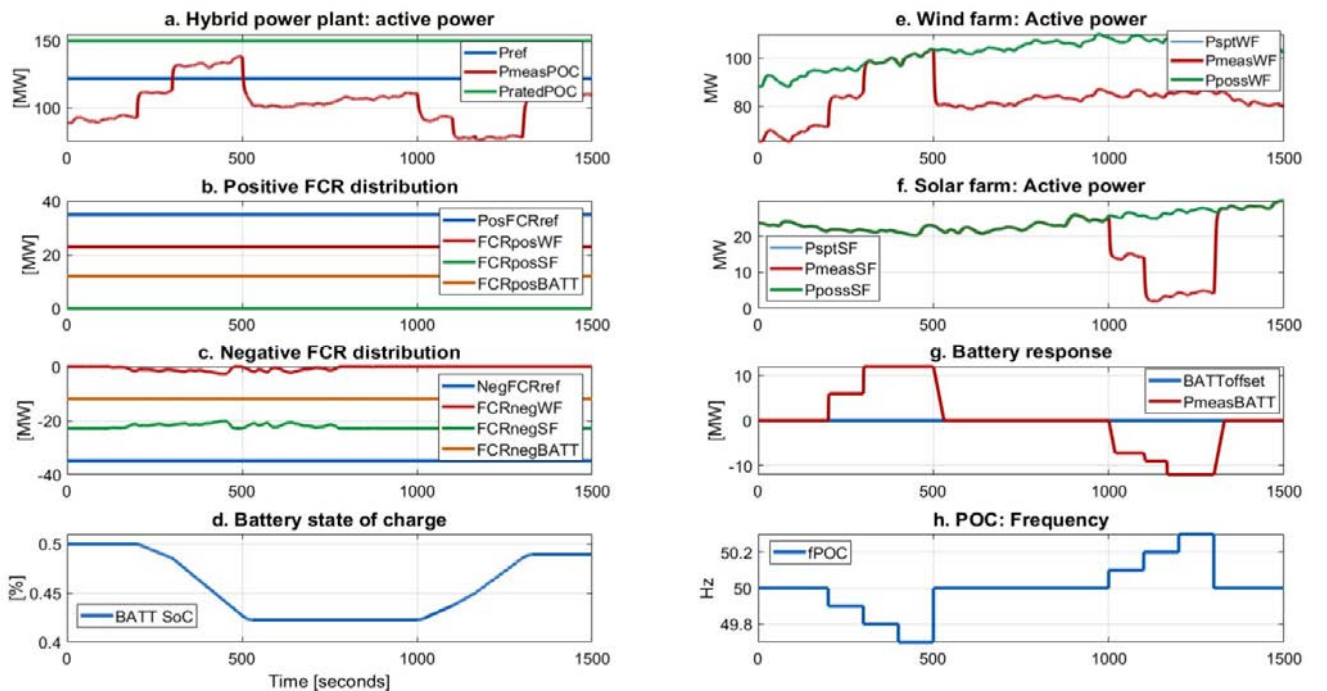 a. Hybrid power plant: active power
[MW]
150
100
Pref
PmeasPOC
PratedPOC
0
500
1000
1500
b. Positive FCR distribution
[MW]
40
20
0
PosFCRref
FCRposWF
FCRposSF
FCRposBATT
0
500
1000
1500
c. Negative FCR distribution
[MW]
0
-20
-40
NegFCRref
FCRnegWF
FCRnegSF
FCRnegBATT
0
500
1000
1500
d. Battery state of charge
[%]
0.5
0.45
0.4
BATT SoC
0
500
1000
1500
Time [seconds]
e. Wind farm: Active power
MW
100
80
PsptWF
PmeasWF
PpossWF
0
500
1000
1500
f. Solar farm: Active power
MW
20
10
0
PsptSF
PmeasSF
PpossSF
0
500
1000
1500
g. Battery response
[MW]
10
0
-10
BATToffset
PmeasBATT
0
500
1000
1500
h. POC: Frequency
Hz
50.2
50
49.8
fPOC
0
500
1000
1500